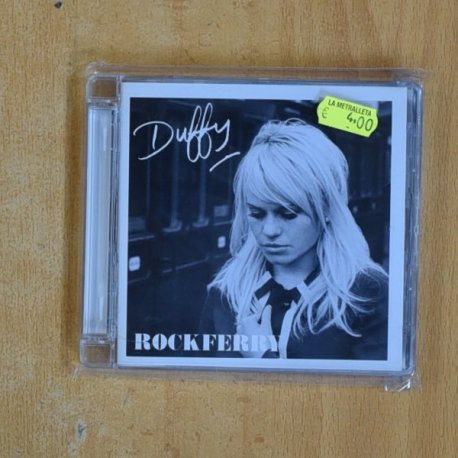 LA METRALLETA
€ 4,00
Duffy
ROCKFERRY